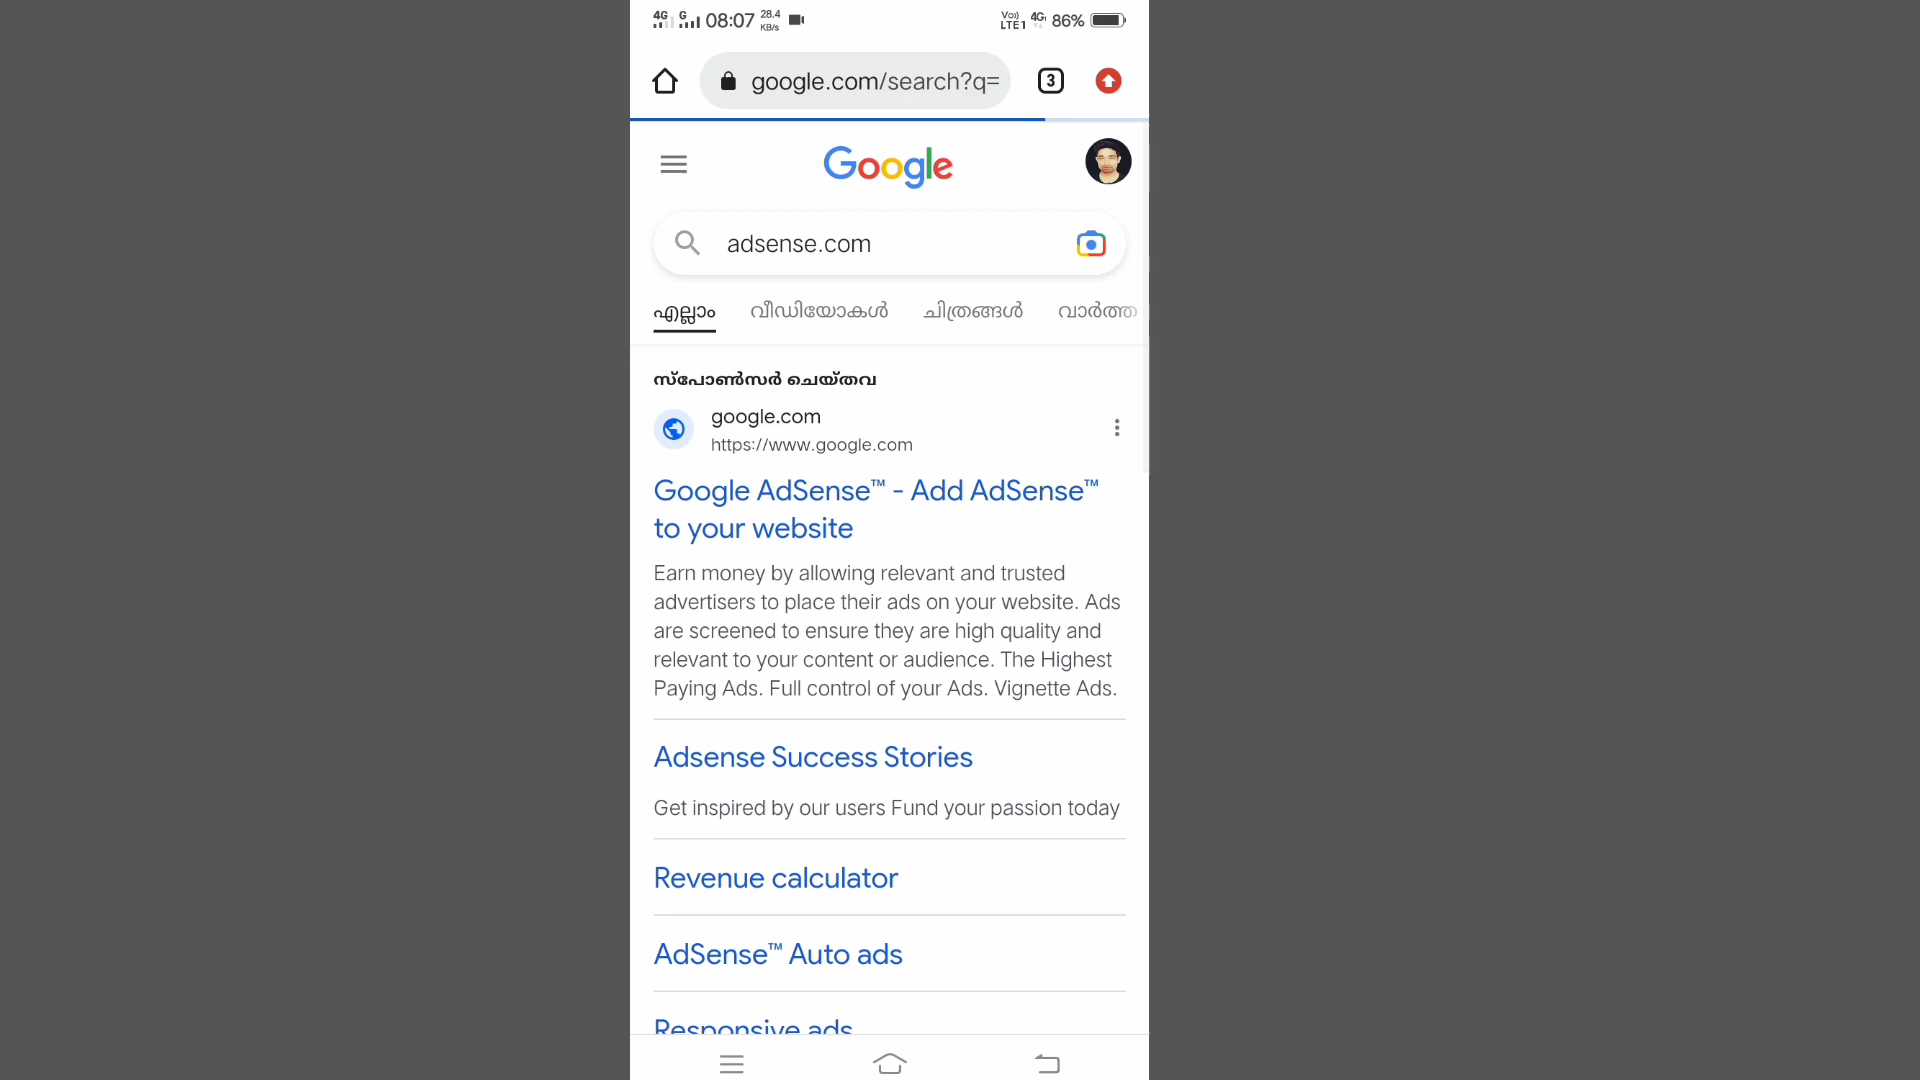 4G G 08:07 28.4 KB/s Vo)) LTE1 4G 86%
google.com/search?q= 3
Google
adsense.com
എല്ലാം വീഡിയോകൾ ചിത്രങ്ങൾ വാർത്ത
സ്പോൺസർ ചെയ്തവ
google.com
https://www.google.com
Google AdSense™ - Add AdSense™
to your website
Earn money by allowing relevant and trusted
advertisers to place their ads on your website. Ads
are screened to ensure they are high quality and
relevant to your content or audience. The Highest
Paying Ads. Full control of your Ads. Vignette Ads.
Adsense Success Stories
Get inspired by our users Fund your passion today
Revenue calculator
AdSense™ Auto ads
Responsive ads